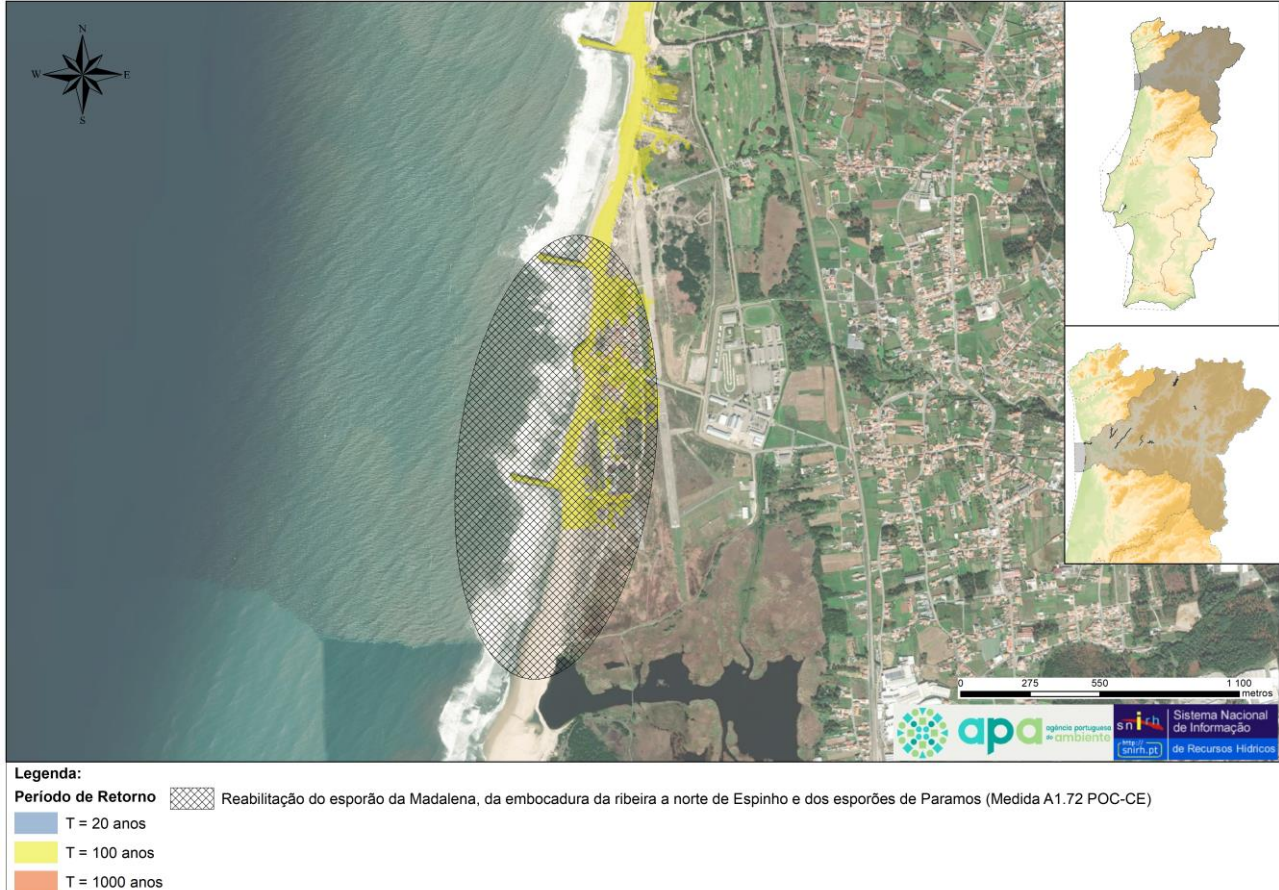 N
W E
S
0 275 550 1 100
metros
apa agência portuguesa
do ambiente
snirh
http://
snirh.pt
Sistema Nacional
de Informação
de Recursos Hídricos
Legenda:
Período de Retorno
Reabilitação do esporão da Madalena, da embocadura da ribeira a norte de Espinho e dos esporões de Paramos (Medida A1.72 POC-CE)
T = 20 anos
T = 100 anos
T = 1000 anos